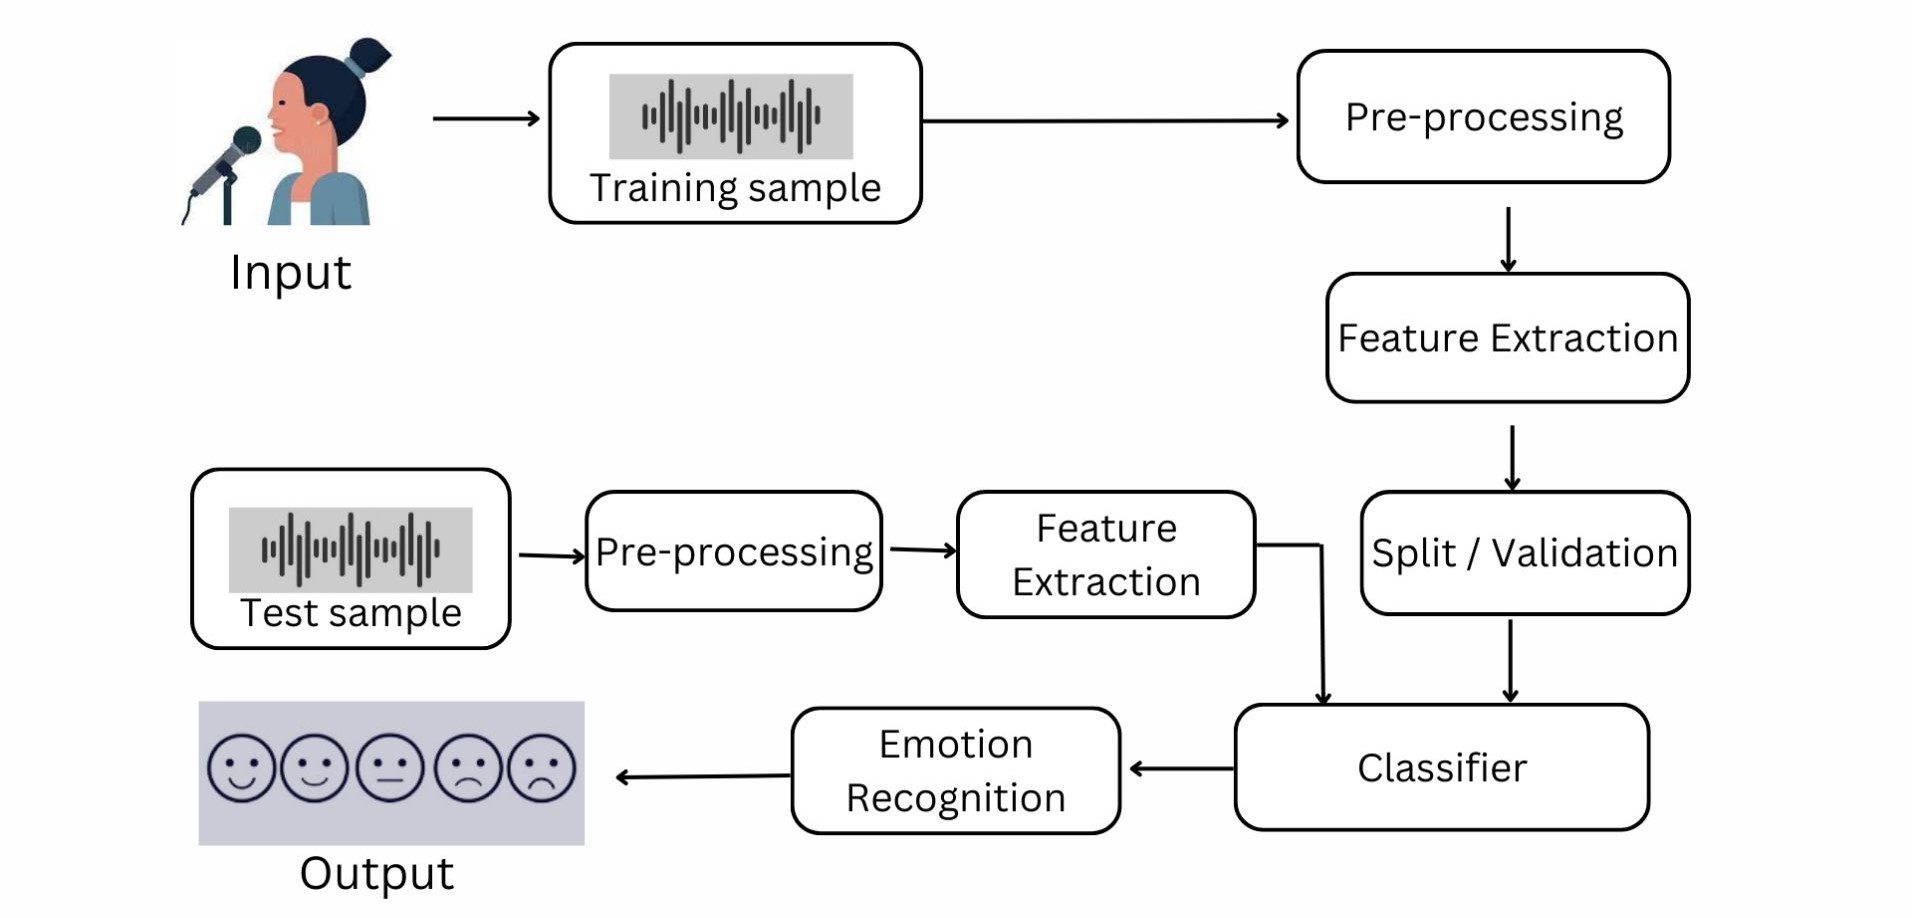 Training sample
Pre-processing
Input
Feature Extraction
Test sample
Pre-processing
Feature
Extraction
Split / Validation
Emotion
Recognition
Classifier
Output